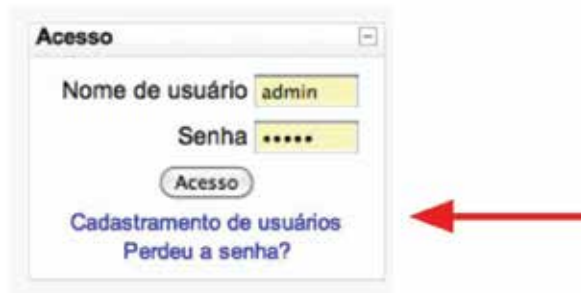 Acesso
Nome de usuário admin
Senha •••••
Acesso
Cadastramento de usuários
Perdeu a senha?